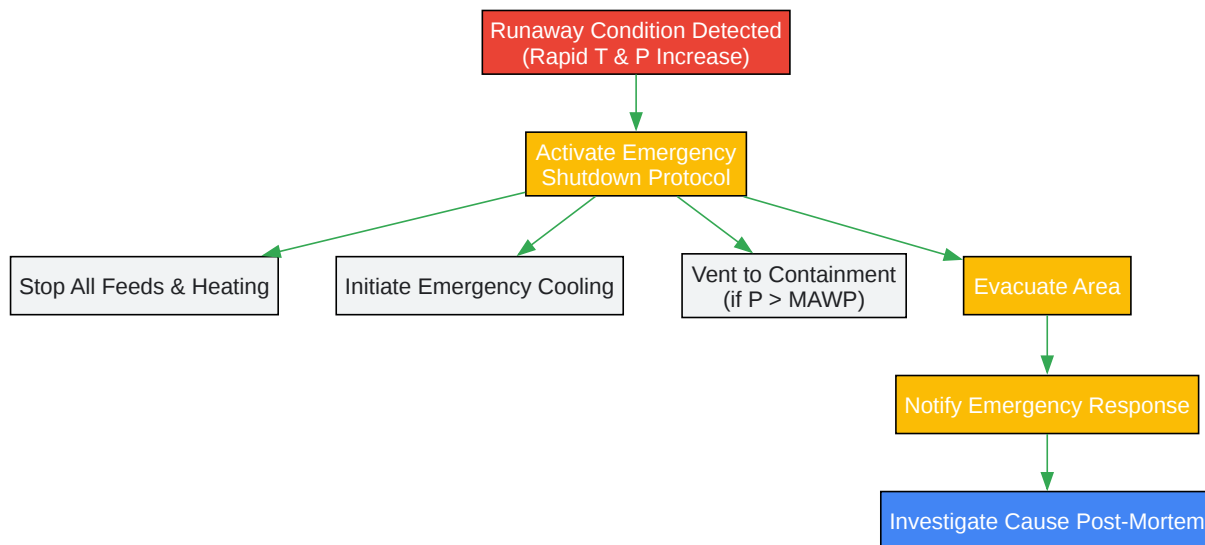 Runaway Condition Detected
(Rapid T & P Increase)
Activate Emergency
Shutdown Protocol
Stop All Feeds & Heating
Initiate Emergency Cooling
Vent to Containment
(if P > MAWP)
Evacuate Area
Notify Emergency Response
Investigate Cause Post-Mortem